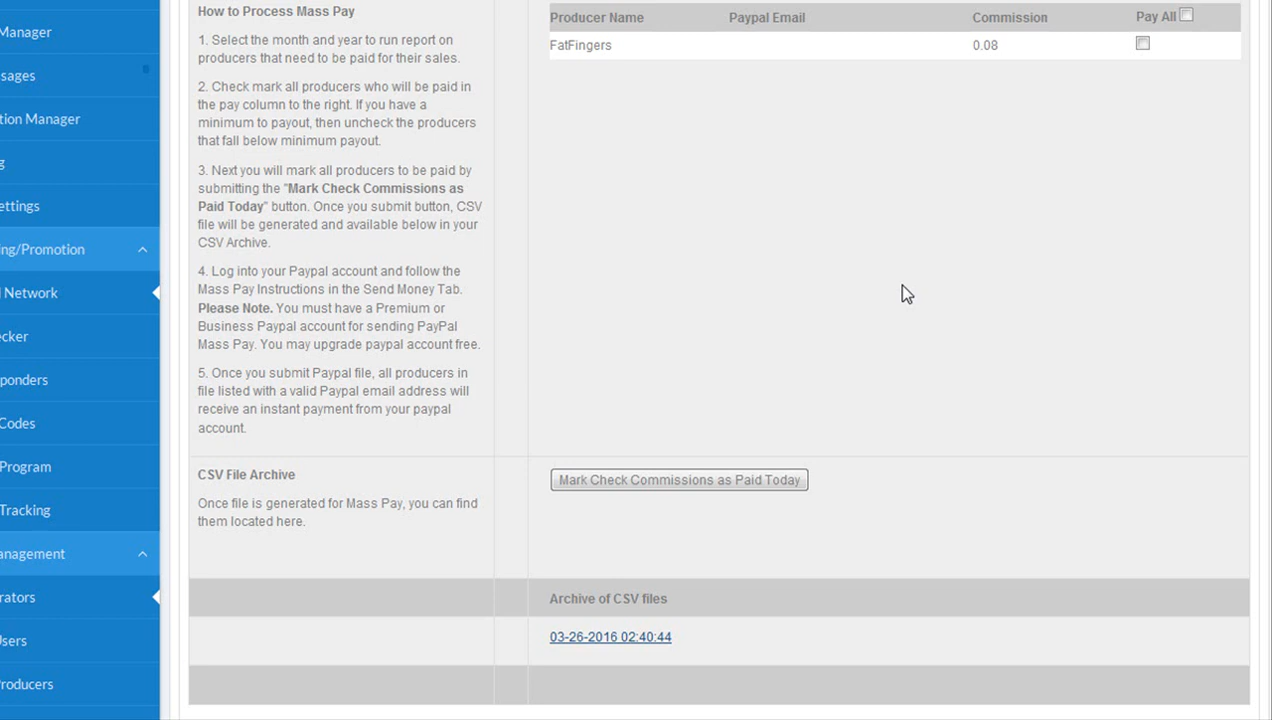 Manager
sages
tion Manager
g
ettings
ing/Promotion
Network
ecker
ponders
Codes
Program
Tracking
anagement
rators
Users
Producers
How to Process Mass Pay
1. Select the month and year to run report on
producers that need to be paid for their sales.
2. Check mark all producers who will be paid in
the pay column to the right. If you have a
minimum to payout, then uncheck the producers
that fall below minimum payout.
3. Next you will mark all producers to be paid by
submitting the "Mark Check Commissions as
Paid Today" button. Once you submit button, CSV
file will be generated and available below in your
CSV Archive.
4. Log into your Paypal account and follow the
Mass Pay Instructions in the Send Money Tab.
Please Note. You must have a Premium or
Business Paypal account for sending PayPal
Mass Pay. You may upgrade paypal account free.
5. Once you submit Paypal file, all producers in
file listed with a valid Paypal email address will
receive an instant payment from your paypal
account.
Producer Name Paypal Email Commission Pay All
FatFingers 0.08
CSV File Archive
Once file is generated for Mass Pay, you can find
them located here.
Mark Check Commissions as Paid Today
Archive of CSV files
03-26-2016 02:40:44